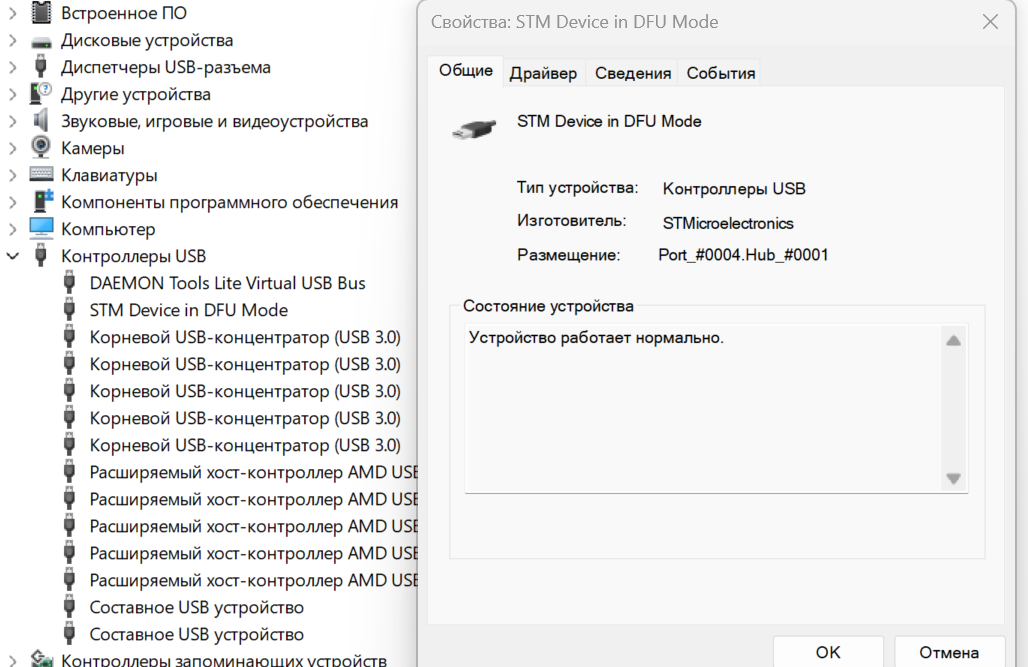 Встроенное ПО
Дисковые устройства
Диспетчеры USB-разъема
Другие устройства
Звуковые, игровые и видеоустройства
Камеры
Клавиатуры
Компоненты программного обеспечения
Компьютер
Контроллеры USB
DAEMON Tools Lite Virtual USB Bus
STM Device in DFU Mode
Корневой USB-концентратор (USB 3.0)
Корневой USB-концентратор (USB 3.0)
Корневой USB-концентратор (USB 3.0)
Корневой USB-концентратор (USB 3.0)
Корневой USB-концентратор (USB 3.0)
Расширяемый хост-контроллер AMD USB
Расширяемый хост-контроллер AMD USB
Расширяемый хост-контроллер AMD USB
Расширяемый хост-контроллер AMD USB
Расширяемый хост-контроллер AMD USB
Составное USB устройство
Составное USB устройство
Контроллеры запоминающих устройств
Свойства: STM Device in DFU Mode
Общие Драйвер Сведения События
STM Device in DFU Mode
Тип устройства: Контроллеры USB
Изготовитель: STMicroelectronics
Размещение: Port_#0004.Hub_#0001
Состояние устройства
Устройство работает нормально.
OK Отмена